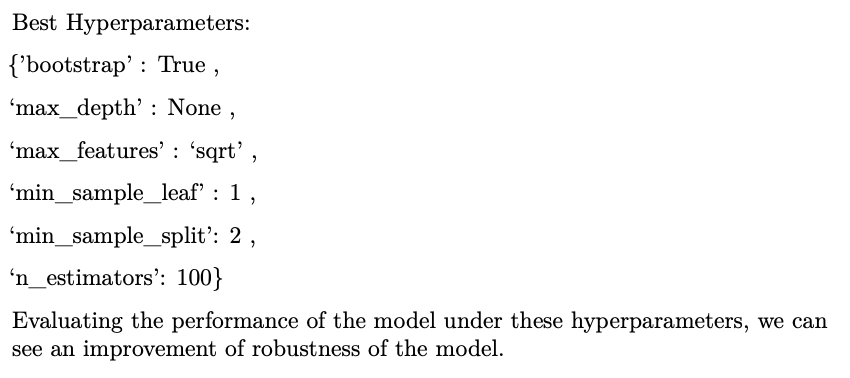 Best Hyperparameters:
{’bootstrap’ : True ,
‘max_depth’ : None ,
‘max_features’ : ‘sqrt’ ,
‘min_sample_leaf’ : 1 ,
‘min_sample_split’: 2 ,
‘n_estimators’: 100}
Evaluating the performance of the model under these hyperparameters, we can
see an improvement of robustness of the model.